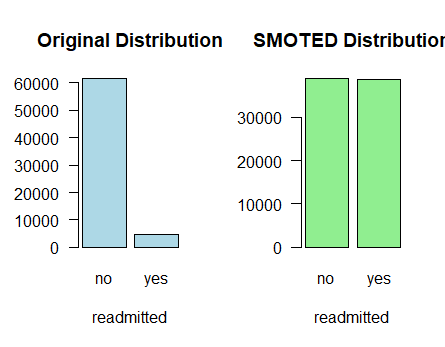 Original Distribution
60000
50000
40000
30000
20000
10000
0
no yes
readmitted
SMOTED Distribution
30000
20000
10000
0
no yes
readmitted